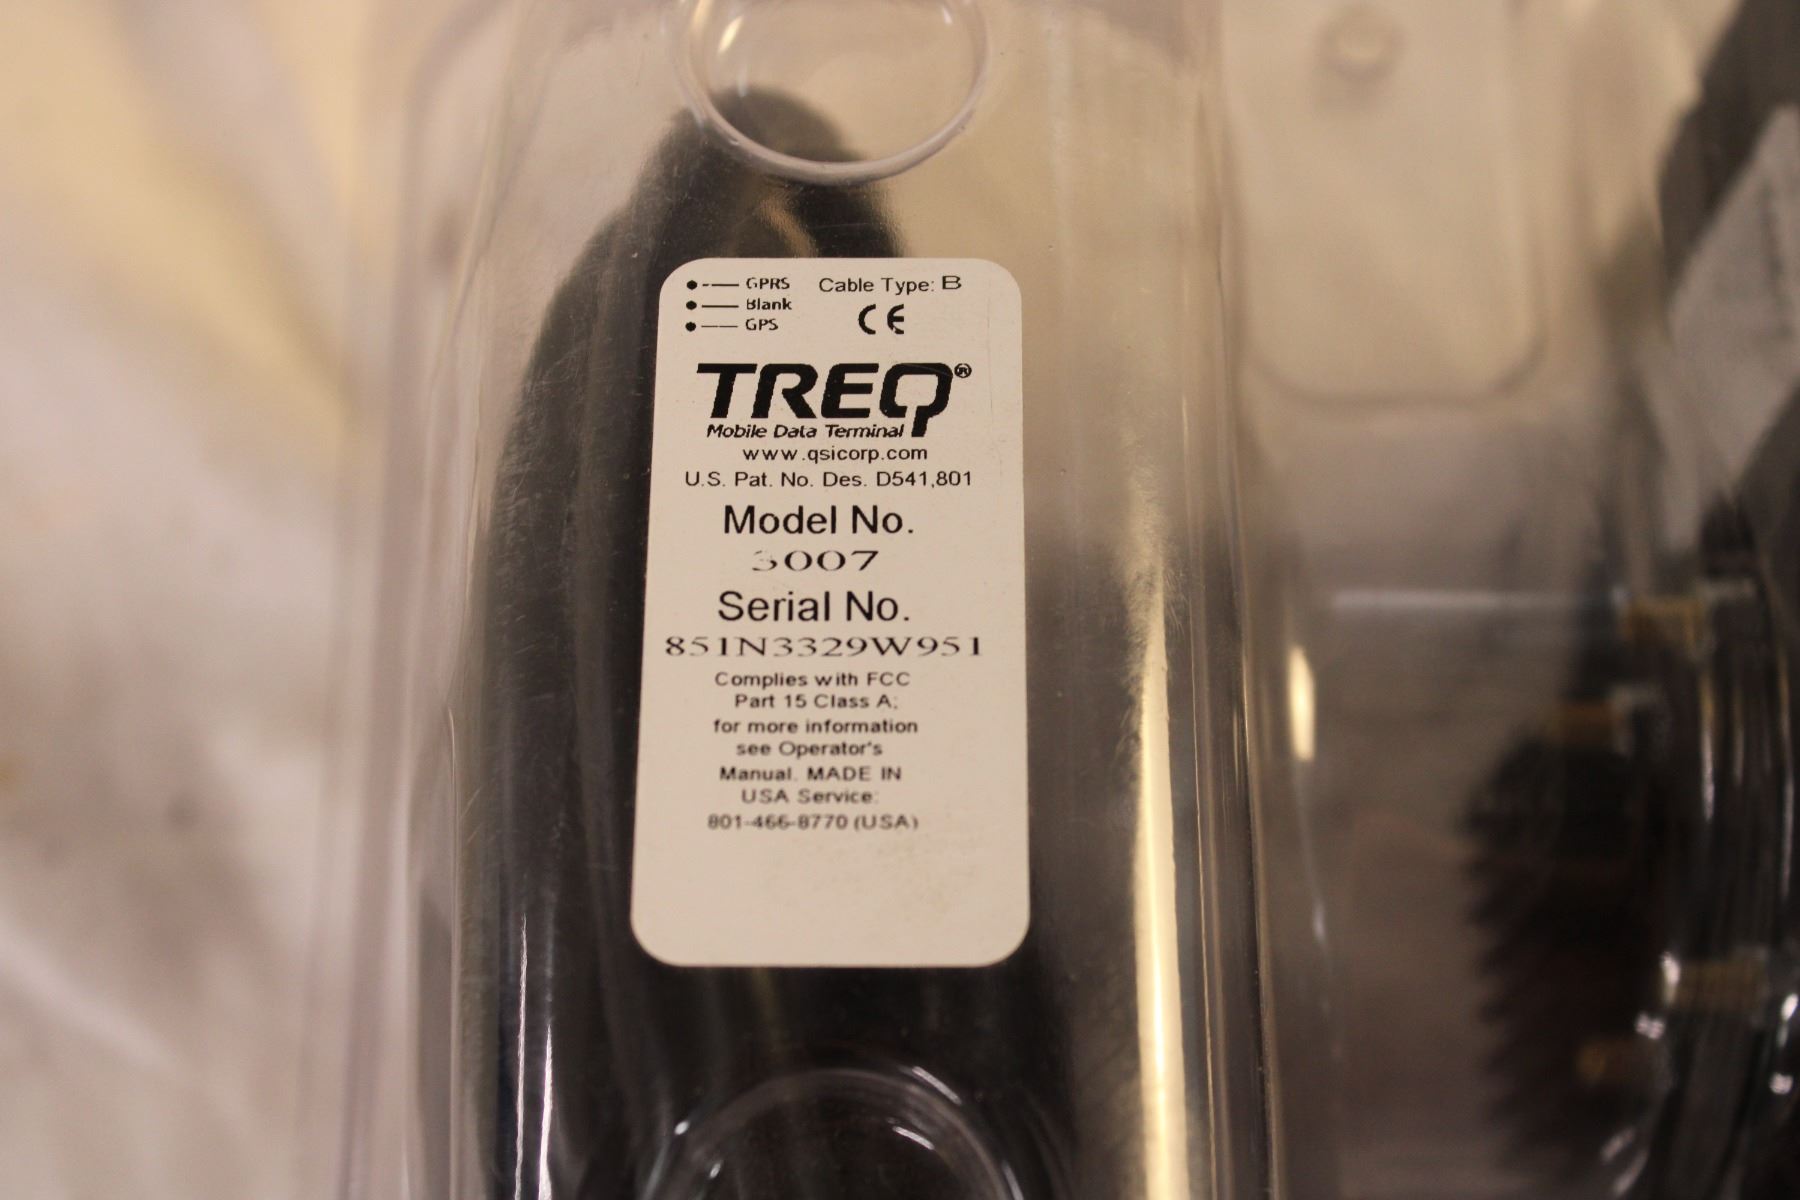 GPRS Cable Type: B
Blank CE
GPS
TREQ®
Mobile Data Terminal
www.qsicorp.com
U.S. Pat. No. Des. D541,801
Model No.
3007
Serial No.
851N3329W951
Complies with FCC
Part 15 Class A;
for more information
see Operator's
Manual. MADE IN
USA Service:
801-466-8770 (USA)